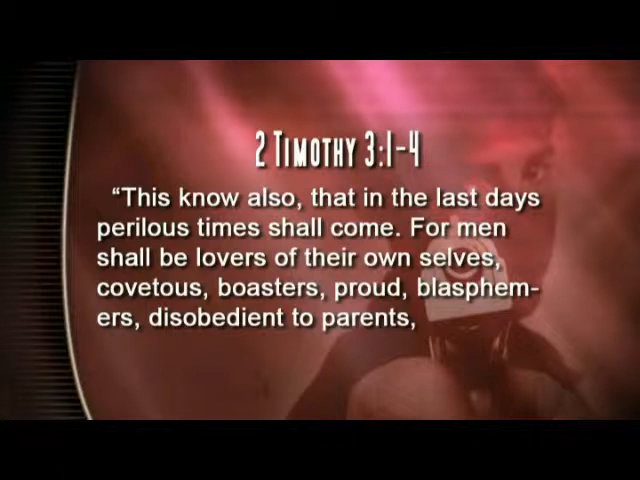 2 TIMOTHY 3:1-4
“This know also, that in the last days
perilous times shall come. For men
shall be lovers of their own selves,
covetous, boasters, proud, blasphem-
ers, disobedient to parents,